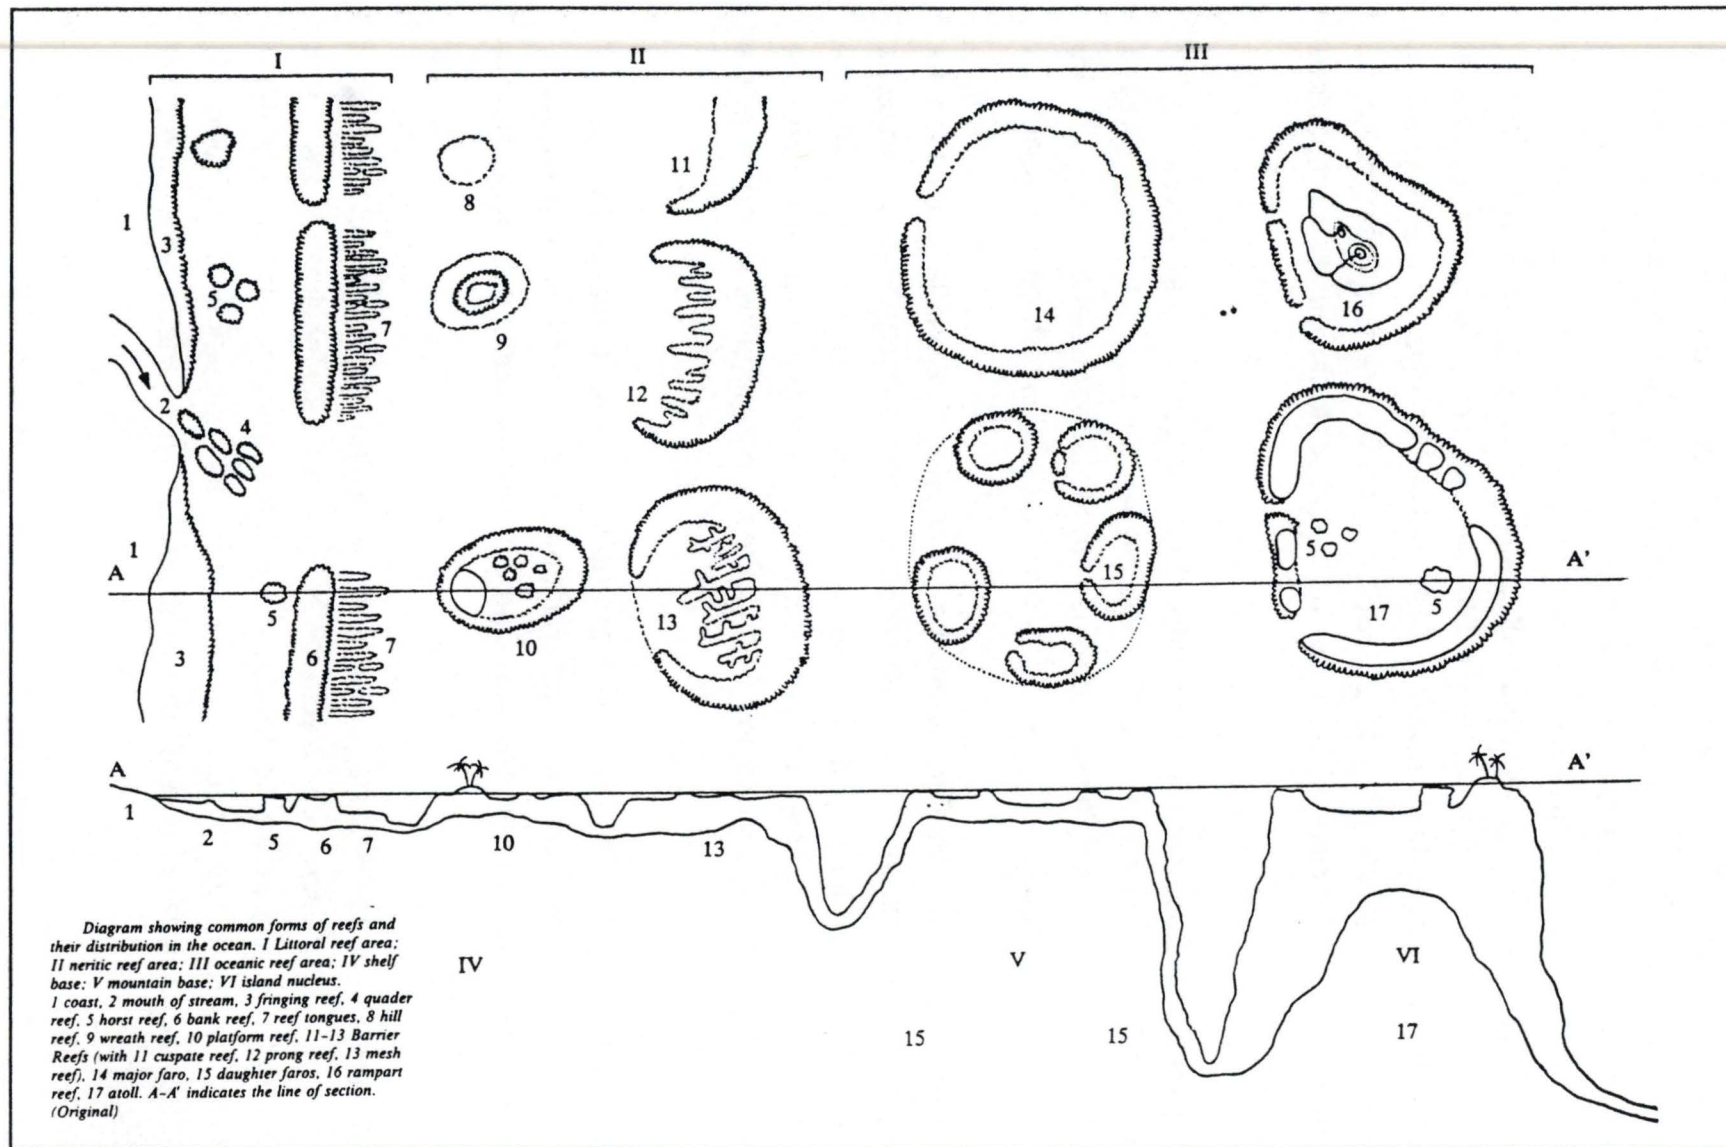 I II III
11
1
8
3
5
7
9
14
16
2
4
12
1
A A'
5
15
5
5
13
17
3
6
7
10
A A'
1
2 5 6 7 10 13
Diagram showing common forms of reefs and
their distribution in the ocean. I Littoral reef area;
II neritic reef area; III oceanic reef area; IV shelf
base; V mountain base; VI island nucleus.
1 coast, 2 mouth of stream, 3 fringing reef, 4 quader
reef, 5 horst reef, 6 bank reef, 7 reef tongues, 8 hill
reef, 9 wreath reef, 10 platform reef, 11-13 Barrier
Reefs (with 11 cuspate reef, 12 prong reef, 13 mesh
reef), 14 major faro, 15 daughter faros, 16 rampart
reef, 17 atoll. A-A' indicates the line of section.
(Original)
IV V VI
15 15 17